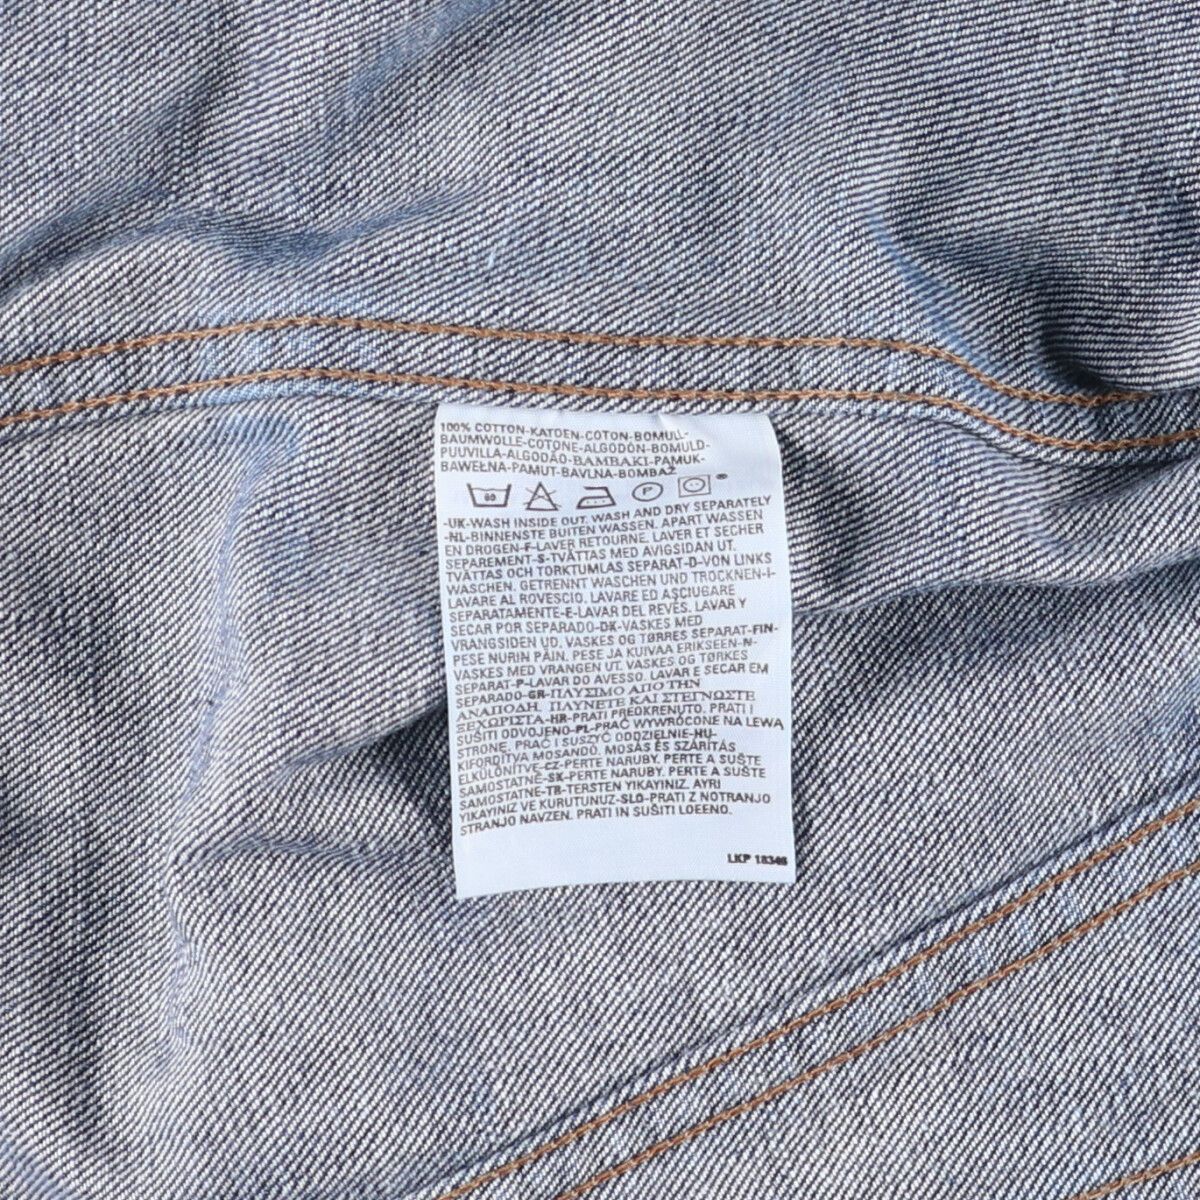 100% COTTON-KATOEN-COTON-BOMULL-
BAUMWOLLE-COTONE-ALGODÓN-BOMULD-
PUUVILLA-ALGODÃO-BAMBAKI-PAMUK-
BAWEŁNA-PAMUT-BAVLNA-BOMBAŽ
60 P
-UK-WASH INSIDE OUT. WASH AND DRY SEPARATELY
-NL-BINNENSTE BUITEN WASSEN. APART WASSEN
EN DROGEN-F-LAVER RETOURNE. LAVER ET SECHER
SEPAREMENT-S-TVÄTTAS MED AVIGSIDAN UT.
TVÄTTAS OCH TORKTUMLAS SEPARAT-D-VON LINKS
WASCHEN. GETRENNT WASCHEN UND TROCKNEN-I-
LAVARE AL ROVESCIO. LAVARE ED ASCIUGARE
SEPARATAMENTE-E-LAVAR DEL REVÉS. LAVAR Y
SECAR POR SEPARADO-DK-VASKES MED
VRANGSIDEN UD. VASKES OG TØRRES SEPARAT-FIN-
PESE NURIN PÄIN. PESE JA KUIVAA ERIKSEEN-N-
VASKES MED VRANGEN UT. VASKES OG TØRKES
SEPARAT-P-LAVAR DO AVESSO. LAVAR E SECAR EM
SEPARADO-GR-ΠΛΥΣΙΜΟ ΑΠΟ ΤΗΝ
ΑΝΑΠΟΔΗ. ΠΛΥΝΕΤΕ ΚΑΙ ΣΤΕΓΝΩΣΤΕ
ΞΕΧΩΡΙΣΤΑ-HR-PRATI PREOKRENUTO. PRATI I
SUŠITI ODVOJENO-PL-PRAĆ WYWRÓCONE NA LEWĄ
STRONĘ. PRAĆ I SUSZYĆ ODDZIELNIE-HU-
KIFORDÍTVA MOSANDÓ. MOSÁS ÉS SZÁRÍTÁS
ELKÜLÖNÍTVE-CZ-PERTE NARUBY. PERTE A SUŠTE
SAMOSTATNĚ-SK-PERTE NARUBY. PERTE A SUŠTE
SAMOSTATNE-TR-TERSTEN YIKAYINIZ. AYRI
YIKAYINIZ VE KURUTUNUZ-SLO-PRATI Z NOTRANJO
STRANJO NAVZEN. PRATI IN SUŠITI LOEENO.
LKP 18346